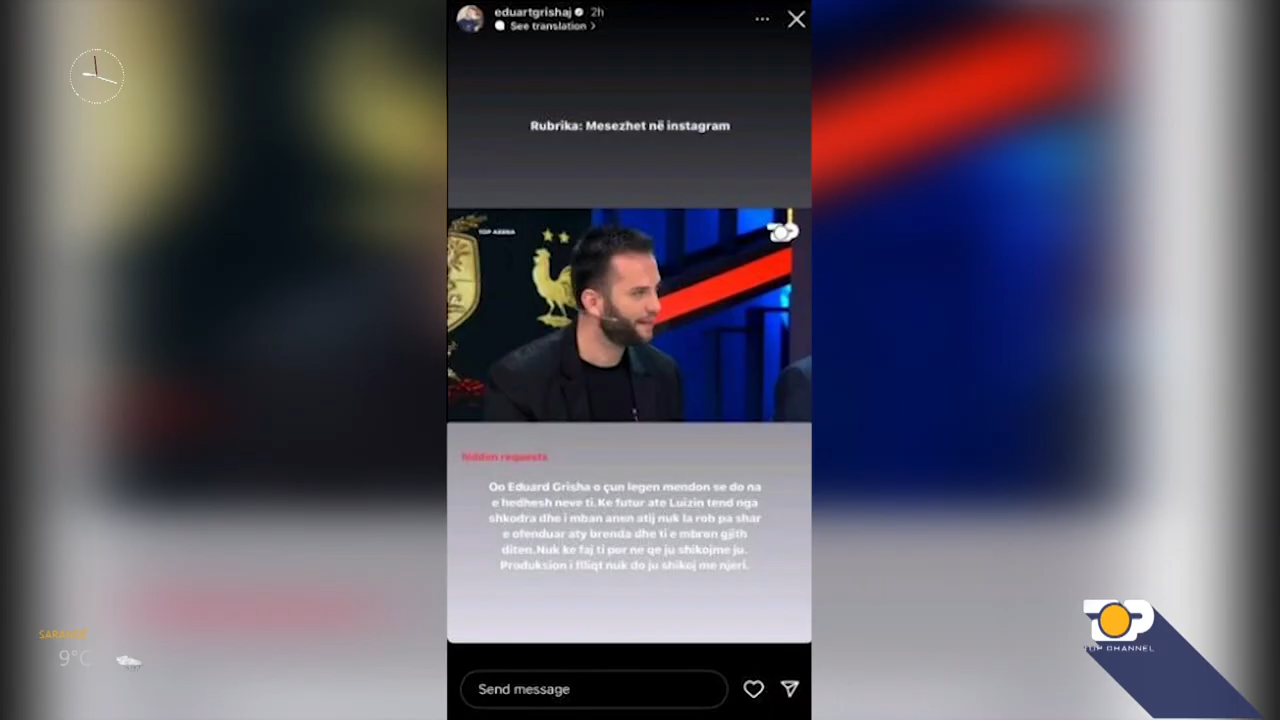 eduartgrishaj 2h
See translation
Rubrika: Mesezhet në instagram
TOP ARENA
hidden requests
Oo Eduard Grisha o çun legen mendon se do na
e hedhesh neve ti.Ke futur ate Luizin tend nga
shkodra dhe i mban anen atij nuk la rob pa shar
e ofenduar aty brenda dhe ti e mbron gjith
diten.Nuk ke faj ti por ne qe ju shikojme ju.
Produksion i flliqt nuk do ju shikoj me njeri.
Send message
9°C
TOP CHANNEL